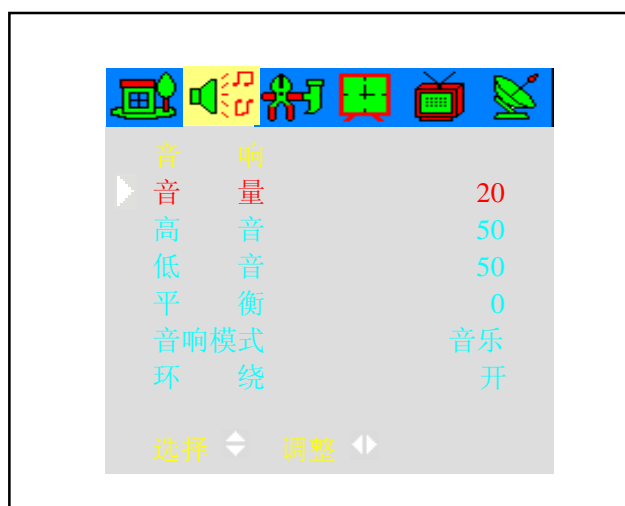 音 响
音 量 20
高 音 50
低 音 50
平 衡 0
音响模式 音乐
环 绕 开
选择 调整